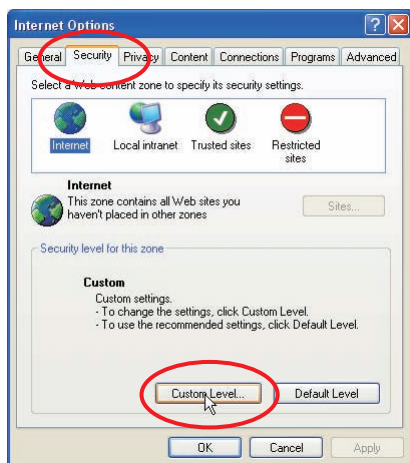 Internet Options
General Security Privacy Content Connections Programs Advanced
Select a Web content zone to specify its security settings.
Internet Local intranet Trusted sites Restricted
sites
Internet
This zone contains all Web sites you
haven't placed in other zones
Sites...
Security level for this zone
Custom
Custom settings.
- To change the settings, click Custom Level.
- To use the recommended settings, click Default Level.
Custom Level... Default Level
OK Cancel Apply